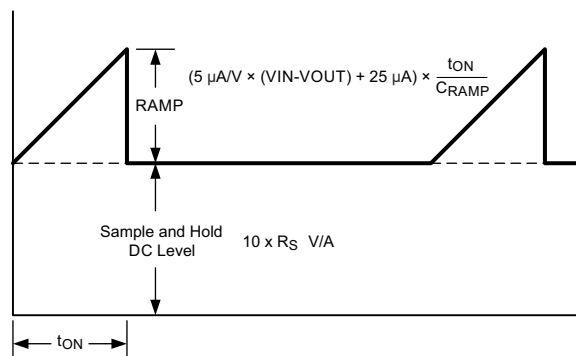 RAMP
(5 µA/V × (VIN-VOUT) + 25 µA) × tON / CRAMP
Sample and Hold
DC Level
10 x RS V/A
tON